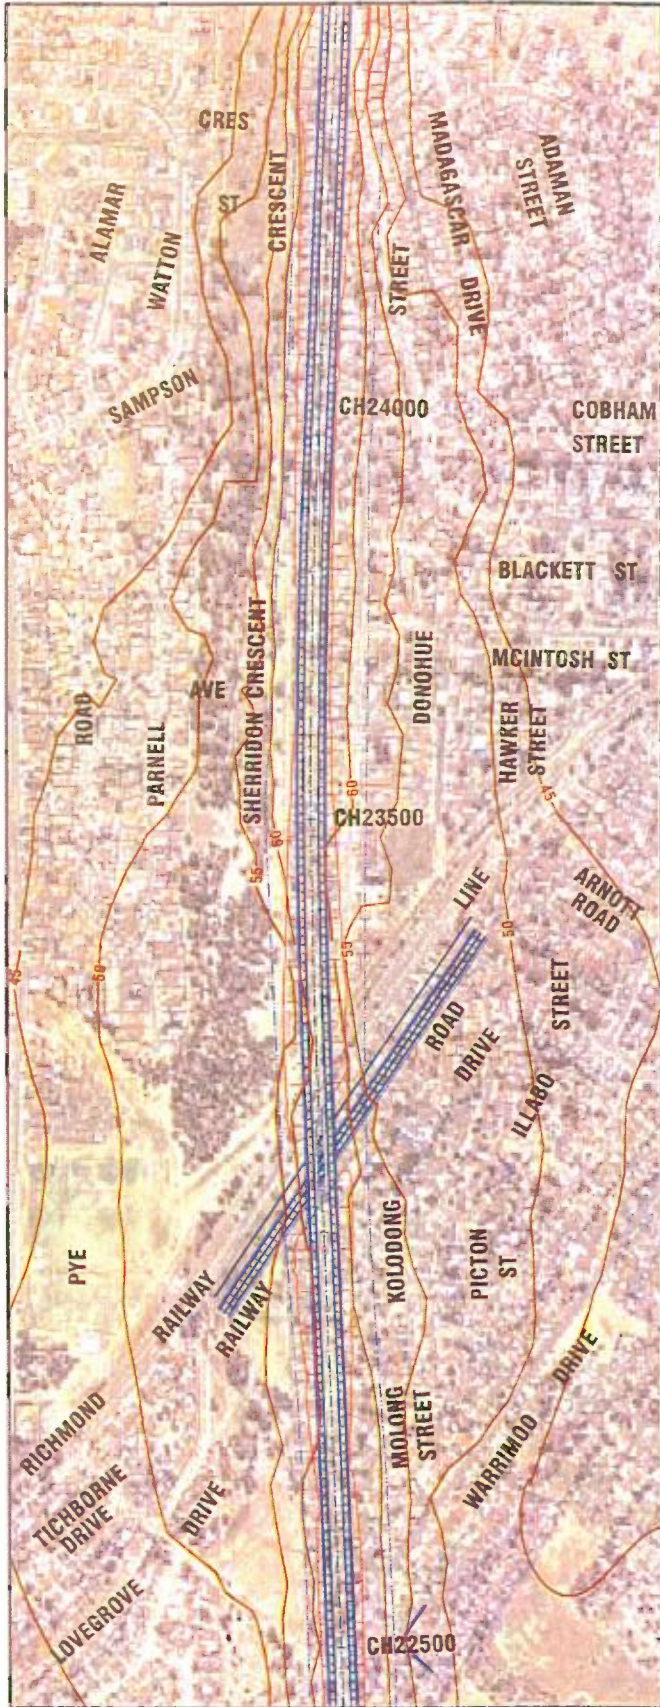 CRES
MADAGASCAR
ADAMAN
STREET
ALAMAR
ST
CRESCENT
WATTON
STREET
DRIVE
SAMPSON
CH24000
COBHAM
STREET
BLACKETT ST
MCINTOSH ST
AVE
SHERRIDON CRESCENT
DONOHUE
ROAD
PARNELL
HAWKER
STREET
60
45
CH23500
60
55
ARNOTT
ROAD
LINE
50
55
45
50
STREET
ROAD
DRIVE
ILLABO
PYE
KOLODONG
PICTON
ST
RAILWAY
RAILWAY
DRIVE
RICHMOND
MOLONG
STREET
WARRIMOO
TICHBORNE
DRIVE
DRIVE
LOVEGROVE
CH22500